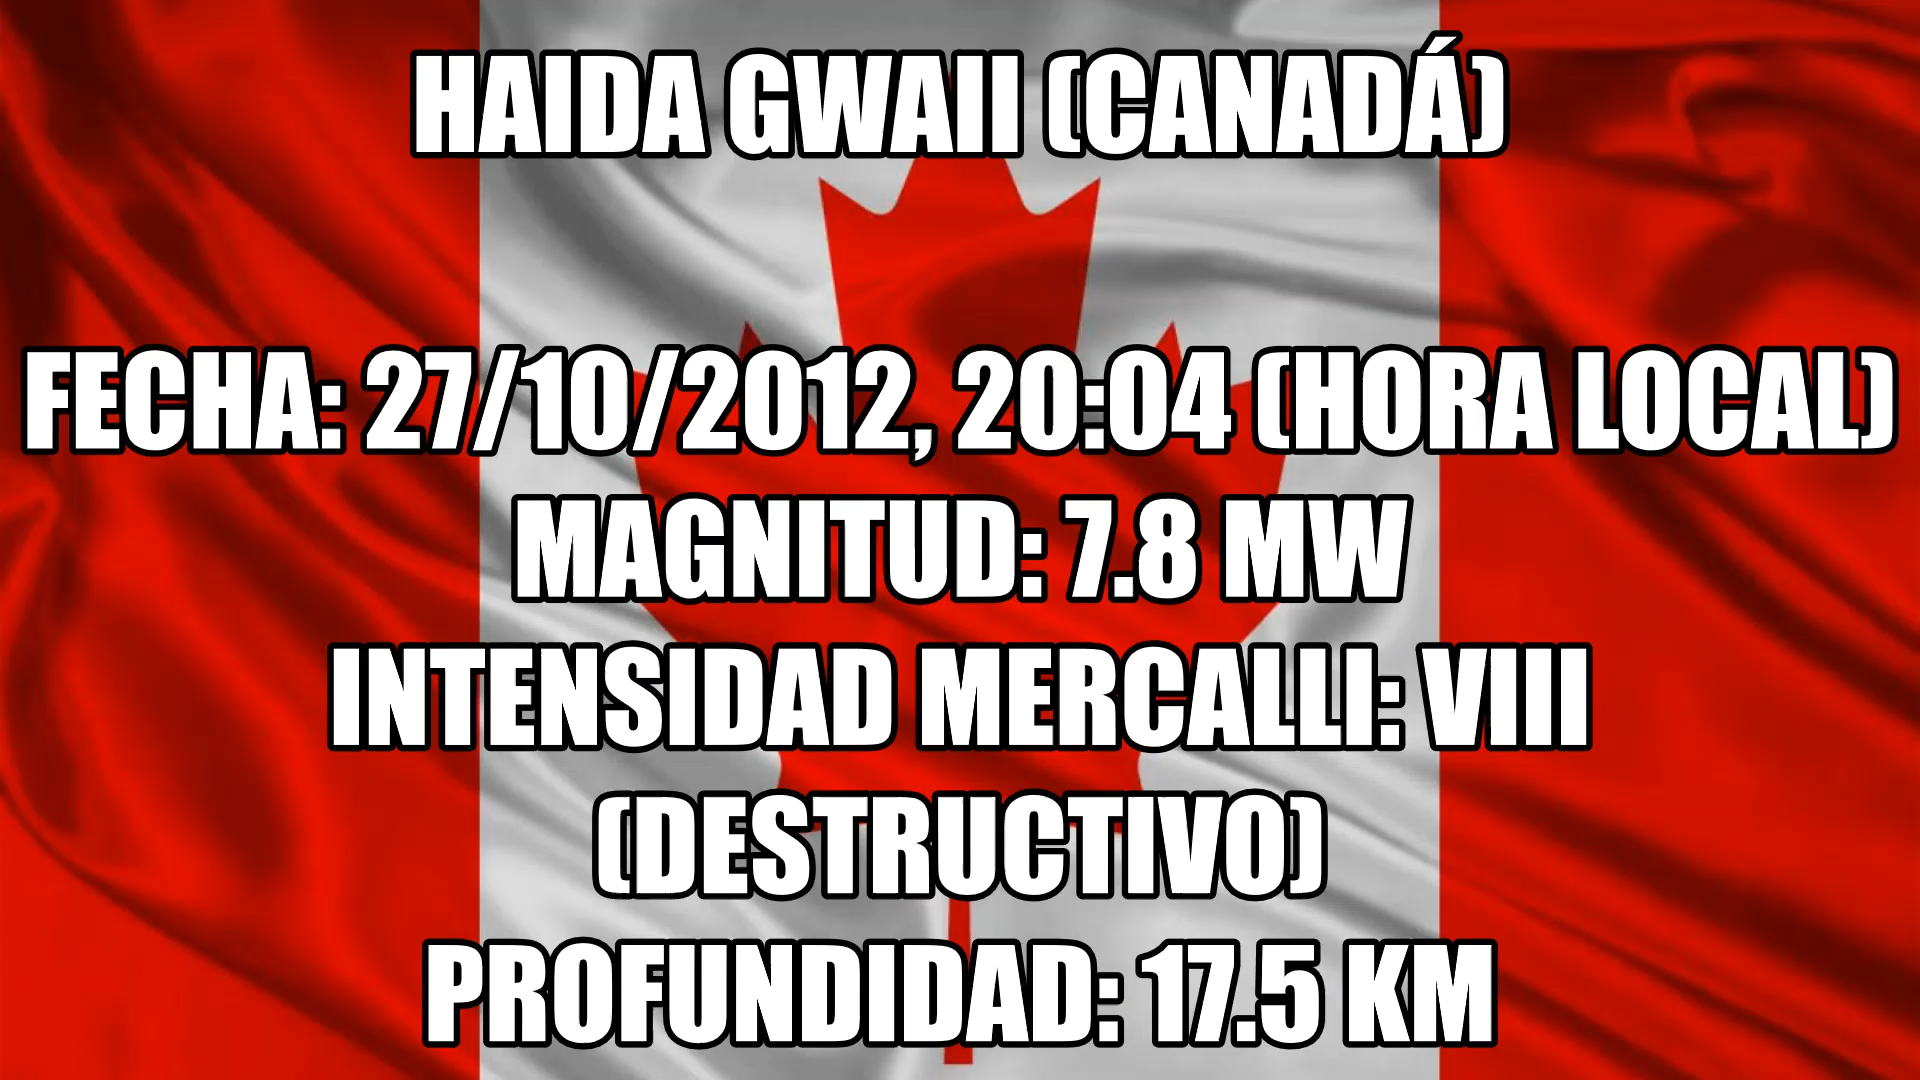 HAIDA GWAII (CANADÁ)
FECHA: 27/10/2012, 20:04 (HORA LOCAL)
MAGNITUD: 7.8 MW
INTENSIDAD MERCALLI: VIII
(DESTRUCTIVO)
PROFUNDIDAD: 17.5 KM